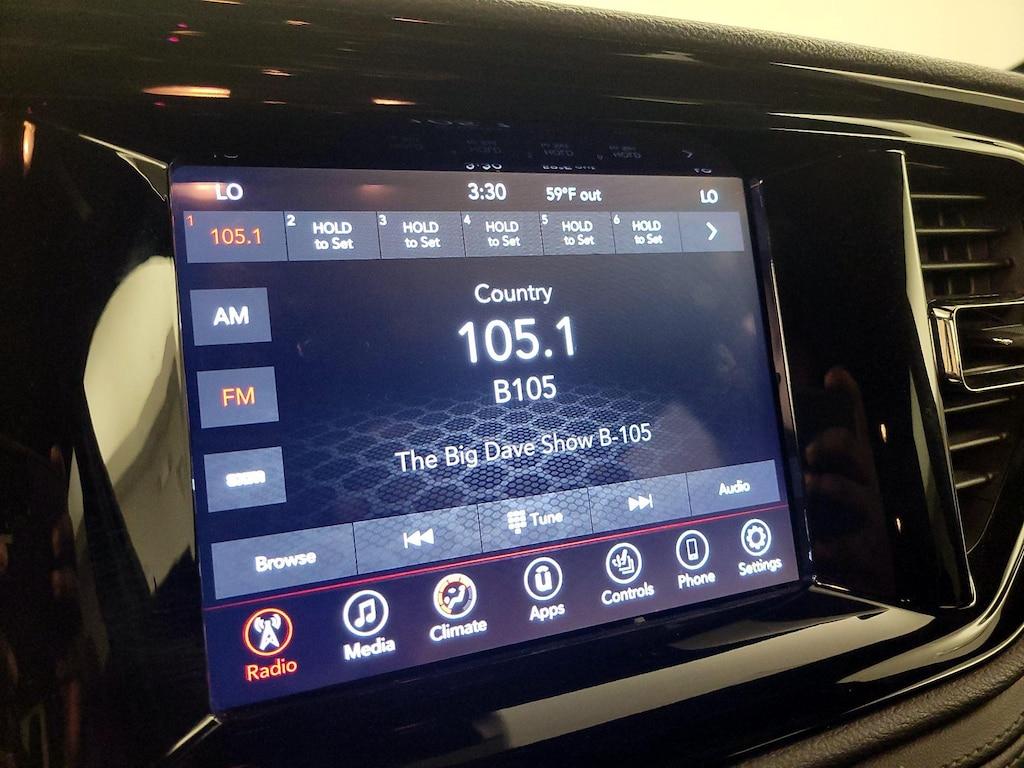 LO 3:30 59°F out LO
1 105.1 2 HOLD to Set 3 HOLD to Set 4 HOLD to Set 5 HOLD to Set 6 HOLD to Set
Country
AM
105.1
FM
B105
The Big Dave Show B-105
Browse Tune Audio
Radio Media Climate Apps Controls Phone Settings